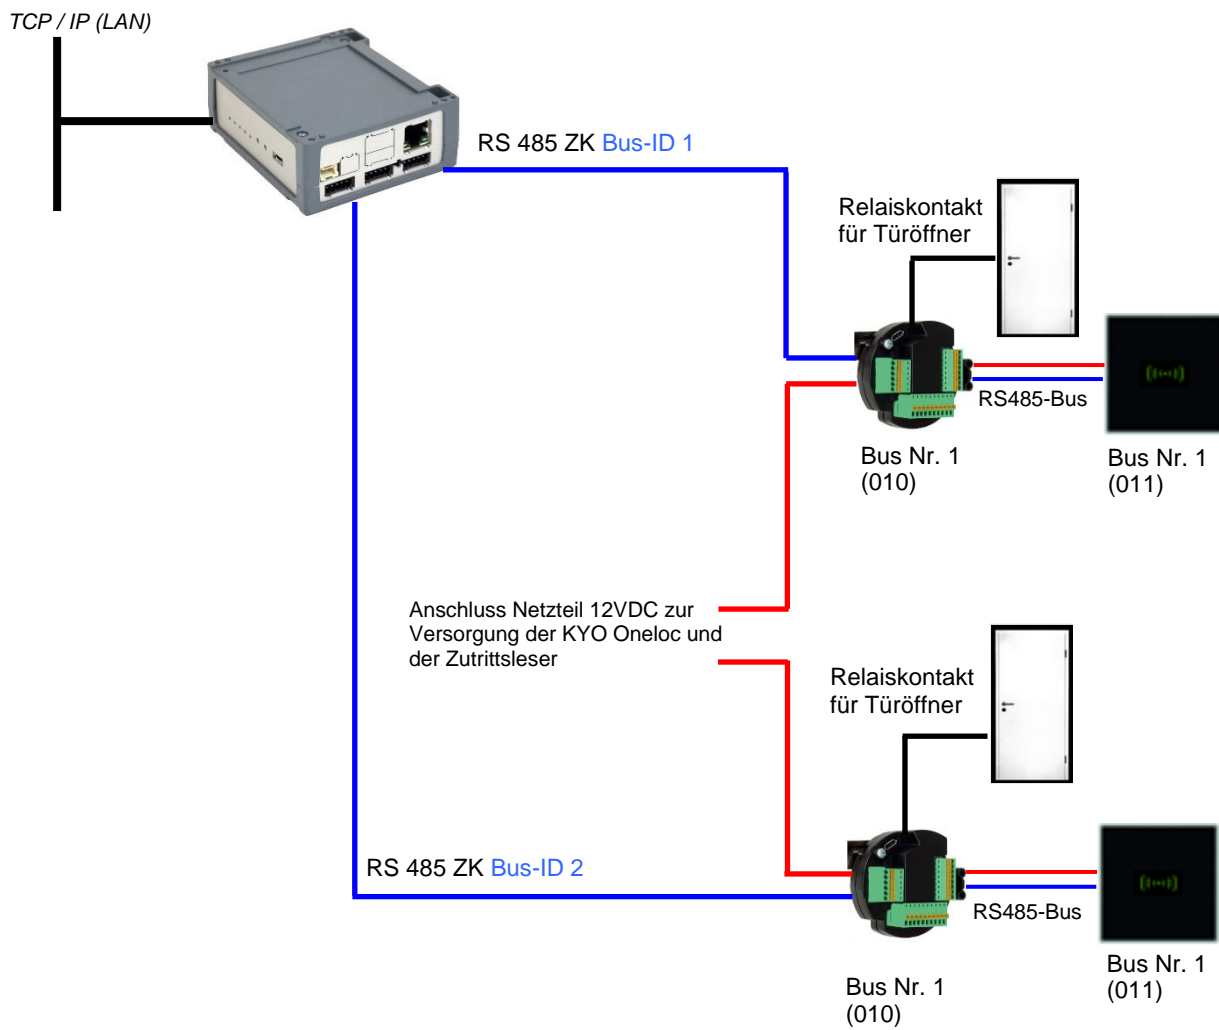 TCP / IP (LAN)
RS 485 ZK Bus-ID 1
Relaiskontakt
für Türöffner
RS485-Bus
Bus Nr. 1
(010)
Bus Nr. 1
(011)
Anschluss Netzteil 12VDC zur
Versorgung der KYO Oneloc und
der Zutrittsleser
Relaiskontakt
für Türöffner
RS 485 ZK Bus-ID 2
RS485-Bus
Bus Nr. 1
(010)
Bus Nr. 1
(011)